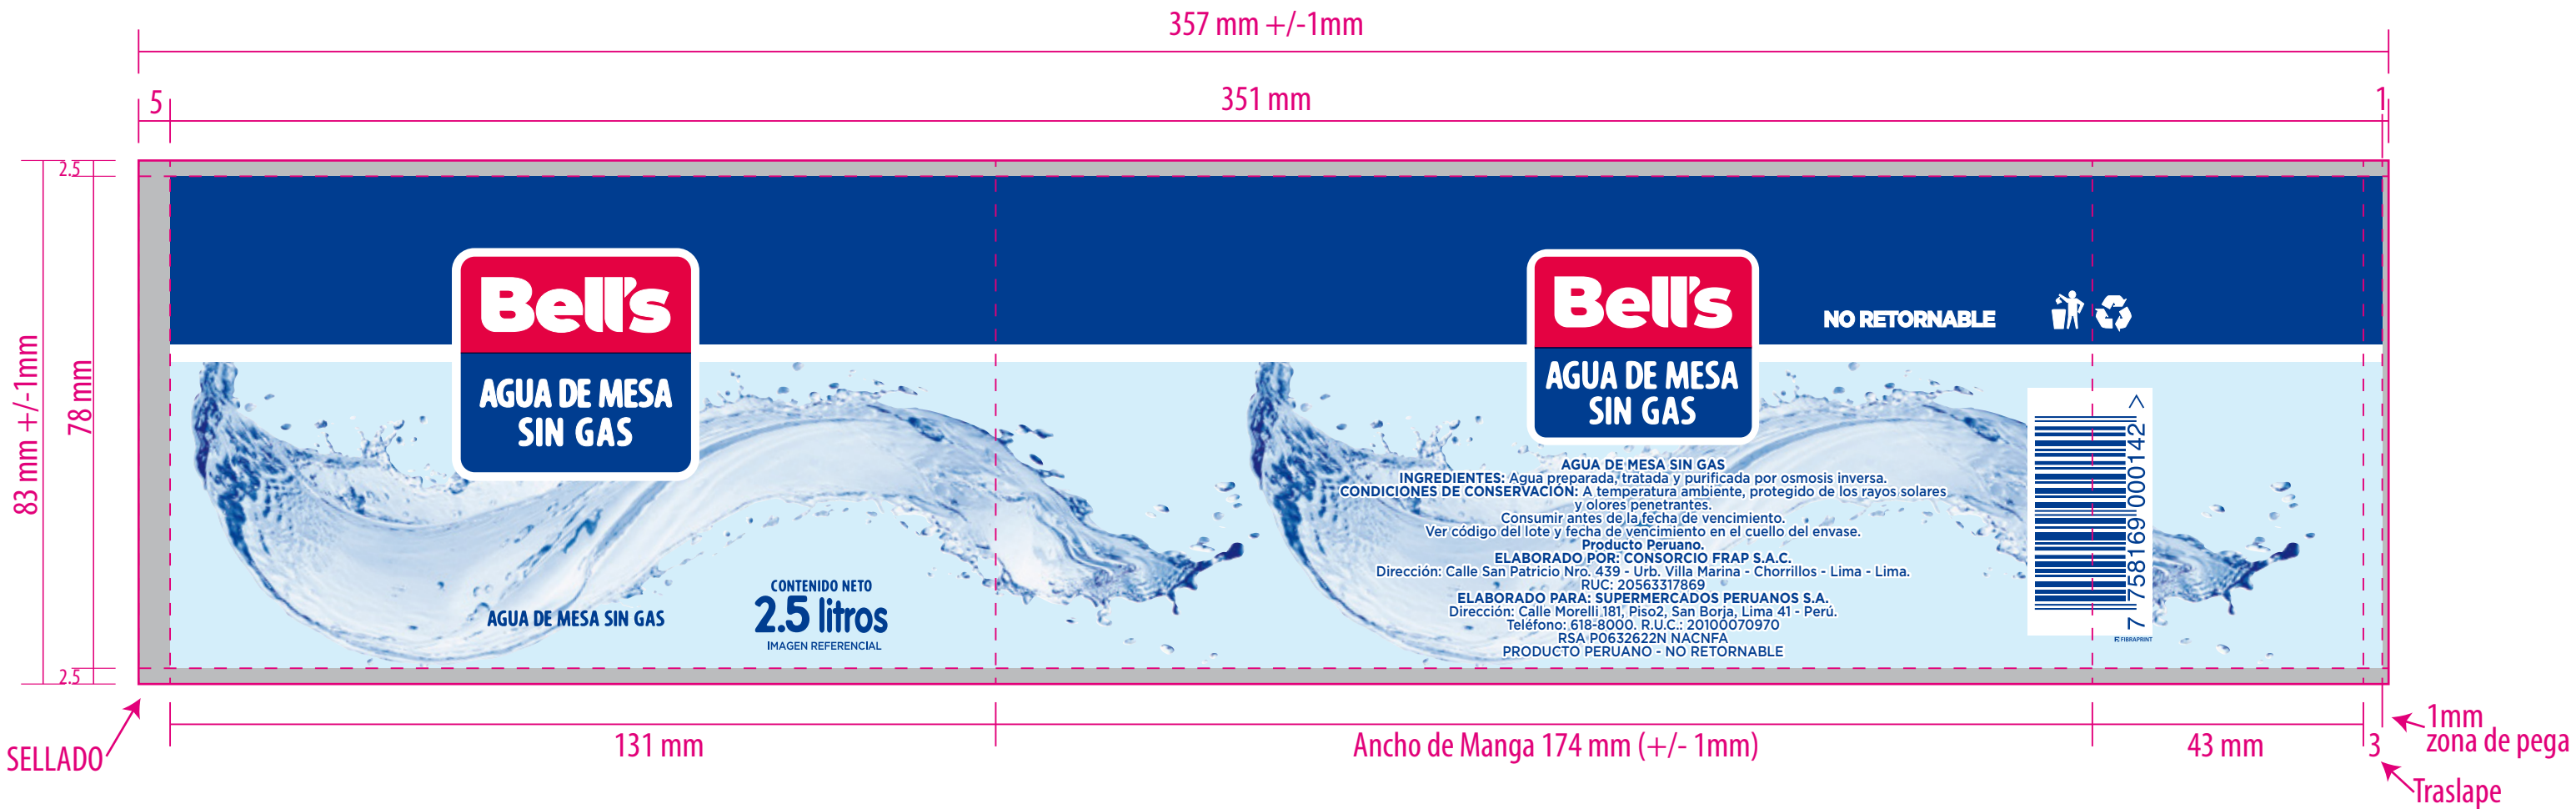 357 mm +/-1mm
5
351 mm
1
2.5
83 mm +/-1mm
78 mm
2.5
Bell's
AGUA DE MESA
SIN GAS
AGUA DE MESA SIN GAS
CONTENIDO NETO
2.5 litros
IMAGEN REFERENCIAL
Bell's
AGUA DE MESA
SIN GAS
NO RETORNABLE
AGUA DE MESA SIN GAS
INGREDIENTES: Agua preparada, tratada y purificada por osmosis inversa.
CONDICIONES DE CONSERVACIÓN: A temperatura ambiente, protegido de los rayos solares
y olores penetrantes.
Consumir antes de la fecha de vencimiento.
Ver código del lote y fecha de vencimiento en el cuello del envase.
Producto Peruano.
ELABORADO POR: CONSORCIO FRAP S.A.C.
Dirección: Calle San Patricio Nro. 439 - Urb. Villa Marina - Chorrillos - Lima - Lima.
RUC: 20563317869
ELABORADO PARA: SUPERMERCADOS PERUANOS S.A.
Dirección: Calle Morelli 181, Piso2, San Borja, Lima 41 - Perú.
Teléfono: 618-8000. R.U.C.: 20100070970
RSA P0632622N NACNFA
PRODUCTO PERUANO - NO RETORNABLE
7 758169 000142 >
FIBRAPRINT
SELLADO
131 mm
Ancho de Manga 174 mm (+/- 1mm)
43 mm
3
1mm
zona de pega
Traslape